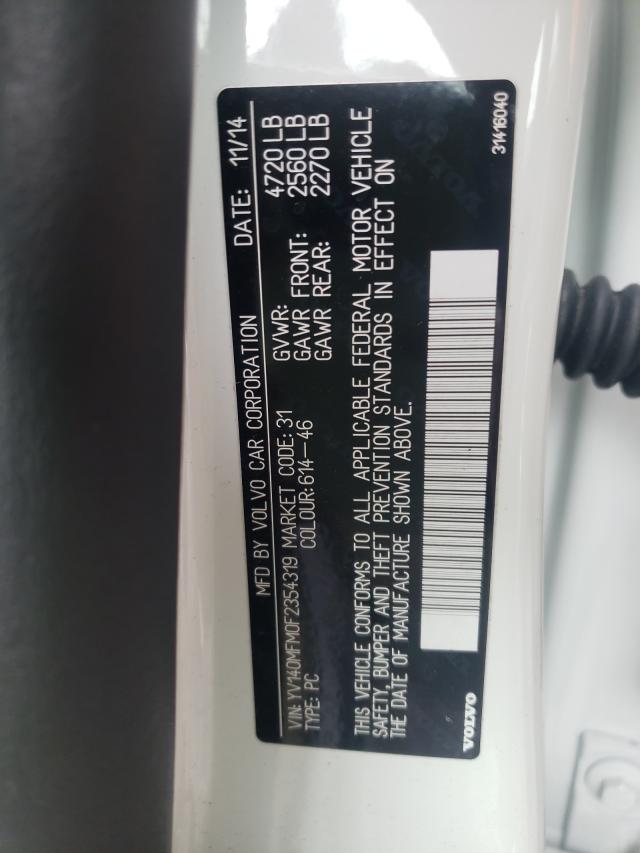 MFD BY VOLVO CAR CORPORATION DATE: 11/14
VIN: YV140MFM0F2354319 MARKET CODE: 31 GVWR: 4720 LB
TYPE: PC COLOUR: 614-46 GAWR FRONT: 2560 LB
GAWR REAR: 2270 LB
THIS VEHICLE CONFORMS TO ALL APPLICABLE FEDERAL MOTOR VEHICLE
SAFETY, BUMPER AND THEFT PREVENTION STANDARDS IN EFFECT ON
THE DATE OF MANUFACTURE SHOWN ABOVE.
VOLVO 31416040